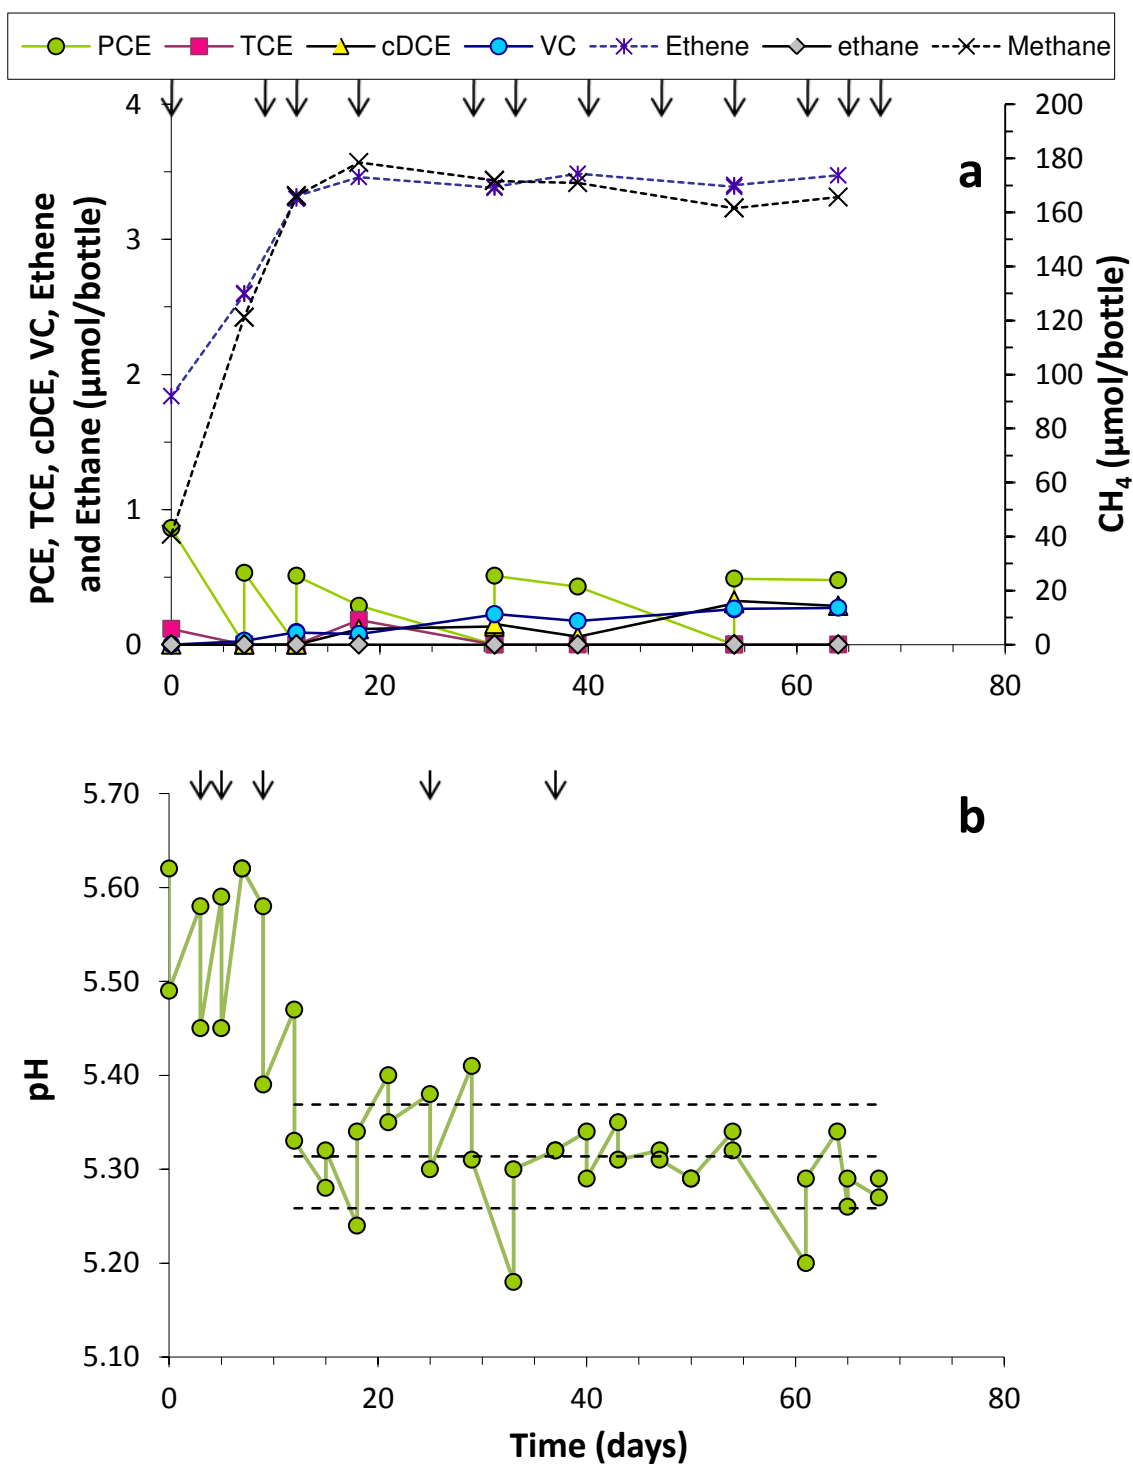 PCE TCE cDCE VC Ethene ethane Methane
a
PCE, TCE, cDCE, VC, Ethene
and Ethane (µmol/bottle)
4
3
2
1
0
200
180
160
140
120
100
80
60
40
20
0
CH₄ (µmol/bottle)
0 20 40 60 80
b
pH
5.70
5.60
5.50
5.40
5.30
5.20
5.10
0 20 40 60 80
Time (days)